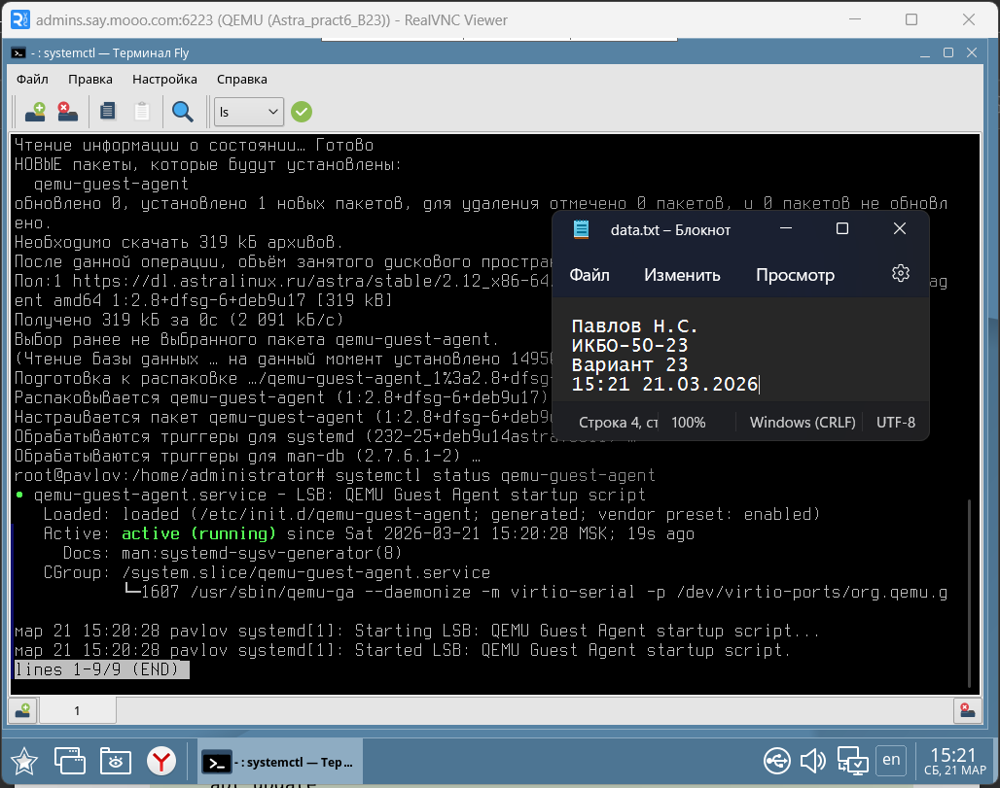 admins.say.mooo.com:6223 (QEMU (Astra_pract6_B23)) - RealVNC Viewer
- : systemctl — Терминал Fly
Файл Правка Настройка Справка
ls
Чтение информации о состоянии… Готово
НОВЫЕ пакеты, которые будут установлены:
qemu-guest-agent
обновлено 0, установлено 1 новых пакетов, для удаления отмечено 0 пакетов, и 0 пакетов не обновл
ено.
Необходимо скачать 319 kБ архивов.
После данной операции, объём занятого дискового простран
Пол:1 https://dl.astralinux.ru/astra/stable/2.12_x86-64 ag
ent amd64 1:2.8+dfsg-6+deb9u17 [319 kB]
Получено 319 kБ за 0с (2 091 kБ/c)
Выбор ранее не выбранного пакета qemu-guest-agent.
(Чтение базы данных … на данный момент установлено 1495
Подготовка к распаковке …/qemu-guest-agent_1%3a2.8+dfsg-
Распаковывается qemu-guest-agent (1:2.8+dfsg-6+deb9u17)
Настраивается пакет qemu-guest-agent (1:2.8+dfsg-6+deb9u
Обрабатываются триггеры для systemd (232-25+deb9u14astra
Обрабатываются триггеры для man-db (2.7.6.1-2) …
root@pavlov:/home/administrator# systemctl status qemu-guest-agent
● qemu-guest-agent.service - LSB: QEMU Guest Agent startup script
Loaded: loaded (/etc/init.d/qemu-guest-agent; generated; vendor preset: enabled)
Active: active (running) since Sat 2026-03-21 15:20:28 MSK; 19s ago
Docs: man:systemd-sysv-generator(8)
CGroup: /system.slice/qemu-guest-agent.service
└─1607 /usr/sbin/qemu-ga --daemonize -m virtio-serial -p /dev/virtio-ports/org.qemu.g
мар 21 15:20:28 pavlov systemd[1]: Starting LSB: QEMU Guest Agent startup script...
мар 21 15:20:28 pavlov systemd[1]: Started LSB: QEMU Guest Agent startup script.
lines 1-9/9 (END)
data.txt – Блокнот
Файл Изменить Просмотр
Павлов Н.С.
ИКБО-50-23
Вариант 23
15:21 21.03.2026
Строка 4, ст 100% Windows (CRLF) UTF-8
1
- : systemctl — Тер…
en
15:21
СБ, 21 МАР